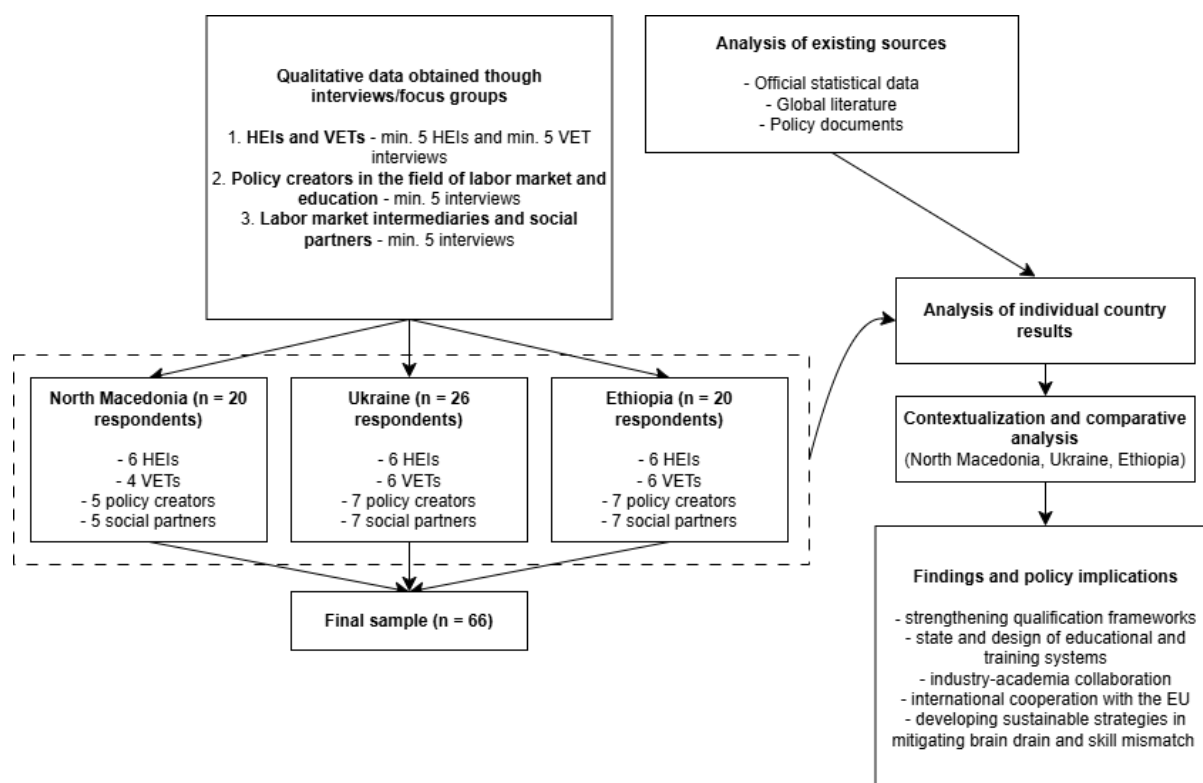 Qualitative data obtained though
interviews/focus groups
1. HEIs and VETs - min. 5 HEIs and min. 5 VET
interviews
2. Policy creators in the field of labor market and
education - min. 5 interviews
3. Labor market intermediaries and social
partners - min. 5 interviews
Analysis of existing sources
- Official statistical data
- Global literature
- Policy documents
North Macedonia (n = 20
respondents)
- 6 HEIs
- 4 VETs
- 5 policy creators
- 5 social partners
Ukraine (n = 26
respondents)
- 6 HEIs
- 6 VETs
- 7 policy creators
- 7 social partners
Ethiopia (n = 20
respondents)
- 6 HEIs
- 6 VETs
- 7 policy creators
- 7 social partners
Final sample (n = 66)
Analysis of individual country
results
Contextualization and comparative
analysis
(North Macedonia, Ukraine, Ethiopia)
Findings and policy implications
- strengthening qualification frameworks
- state and design of educational and
training systems
- industry-academia collaboration
- international cooperation with the EU
- developing sustainable strategies in
mitigating brain drain and skill mismatch